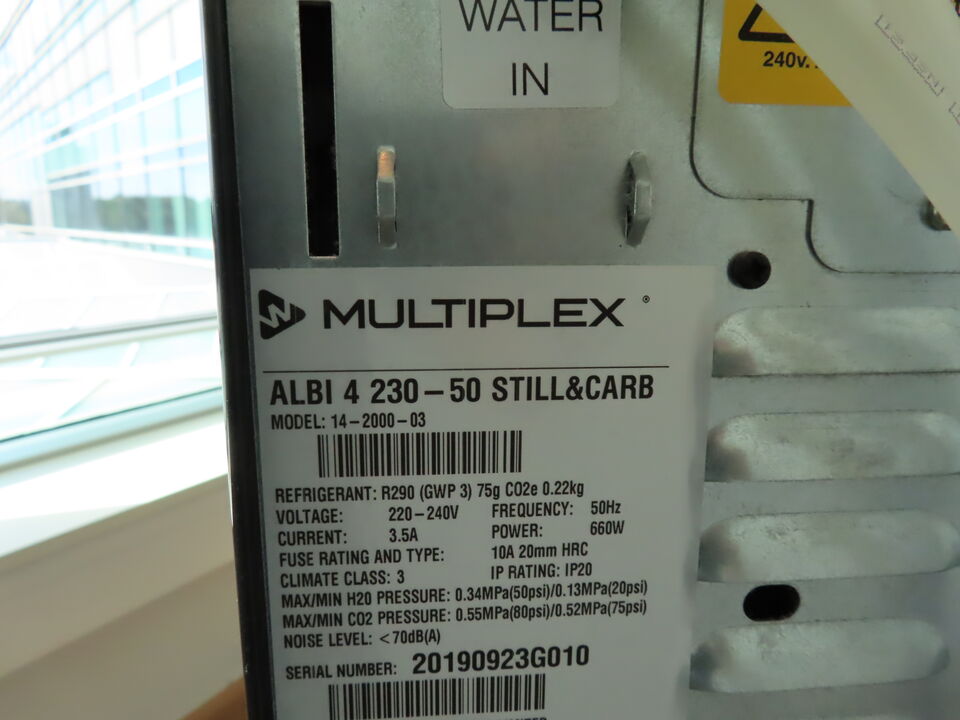 WATER
IN
240v.
MULTIPLEX
ALBI 4 230-50 STILL&CARB
MODEL: 14-2000-03
REFRIGERANT: R290 (GWP 3) 75g CO2e 0.22kg
VOLTAGE: 220-240V FREQUENCY: 50Hz
CURRENT: 3.5A POWER: 660W
FUSE RATING AND TYPE: 10A 20mm HRC
CLIMATE CLASS: 3 IP RATING: IP20
MAX/MIN H20 PRESSURE: 0.34MPa(50psi)/0.13MPa(20psi)
MAX/MIN CO2 PRESSURE: 0.55MPa(80psi)/0.52MPa(75psi)
NOISE LEVEL: <70dB(A)
SERIAL NUMBER: 20190923G010